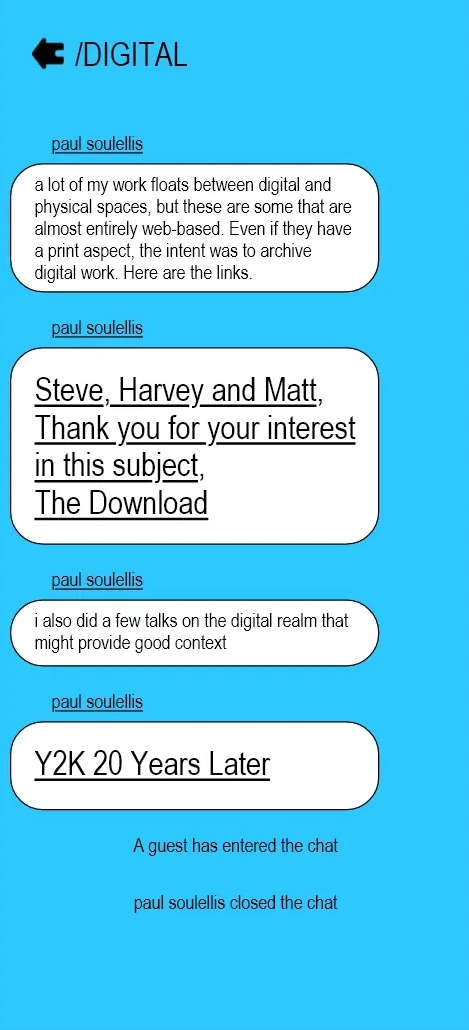 /DIGITAL
paul soulellis
a lot of my work floats between digital and
physical spaces, but these are some that are
almost entirely web-based. Even if they have
a print aspect, the intent was to archive
digital work. Here are the links.
paul soulellis
Steve, Harvey and Matt,
Thank you for your interest
in this subject,
The Download
paul soulellis
i also did a few talks on the digital realm that
might provide good context
paul soulellis
Y2K 20 Years Later
A guest has entered the chat
paul soulellis closed the chat